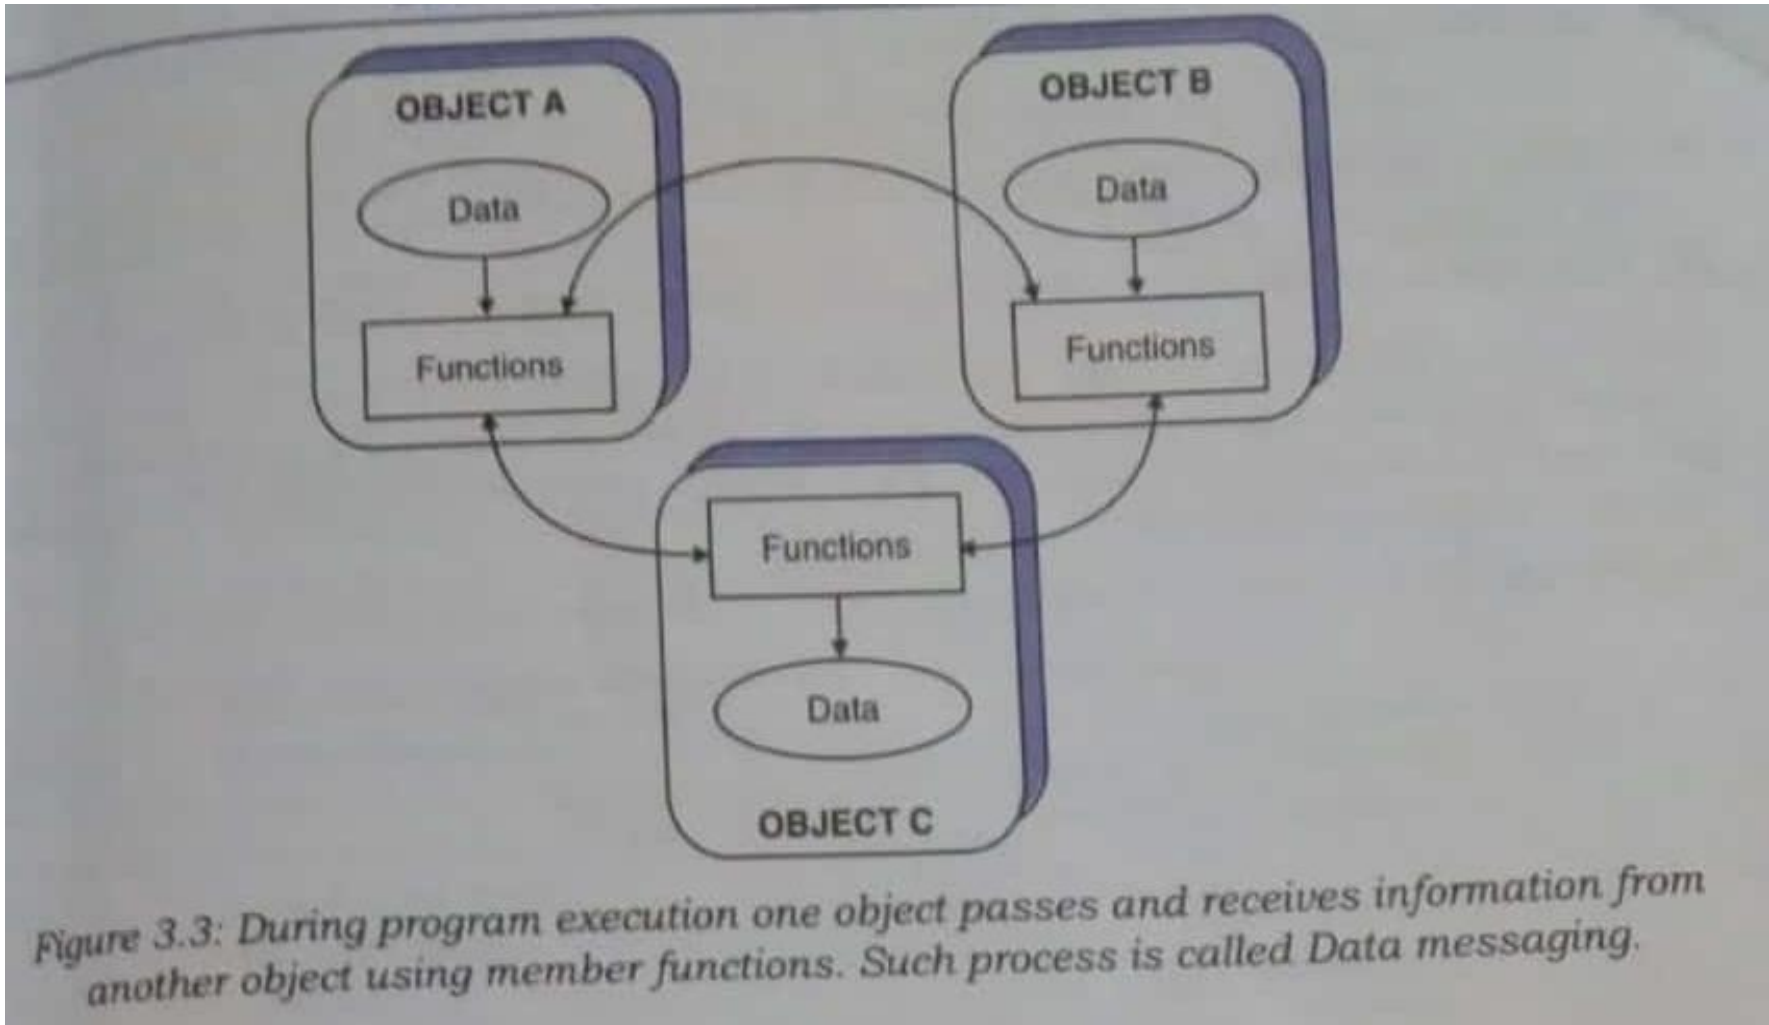 OBJECT A
Data
Functions
OBJECT B
Data
Functions
Functions
Data
OBJECT C
Figure 3.3: During program execution one object passes and receives information from
another object using member functions. Such process is called Data messaging.